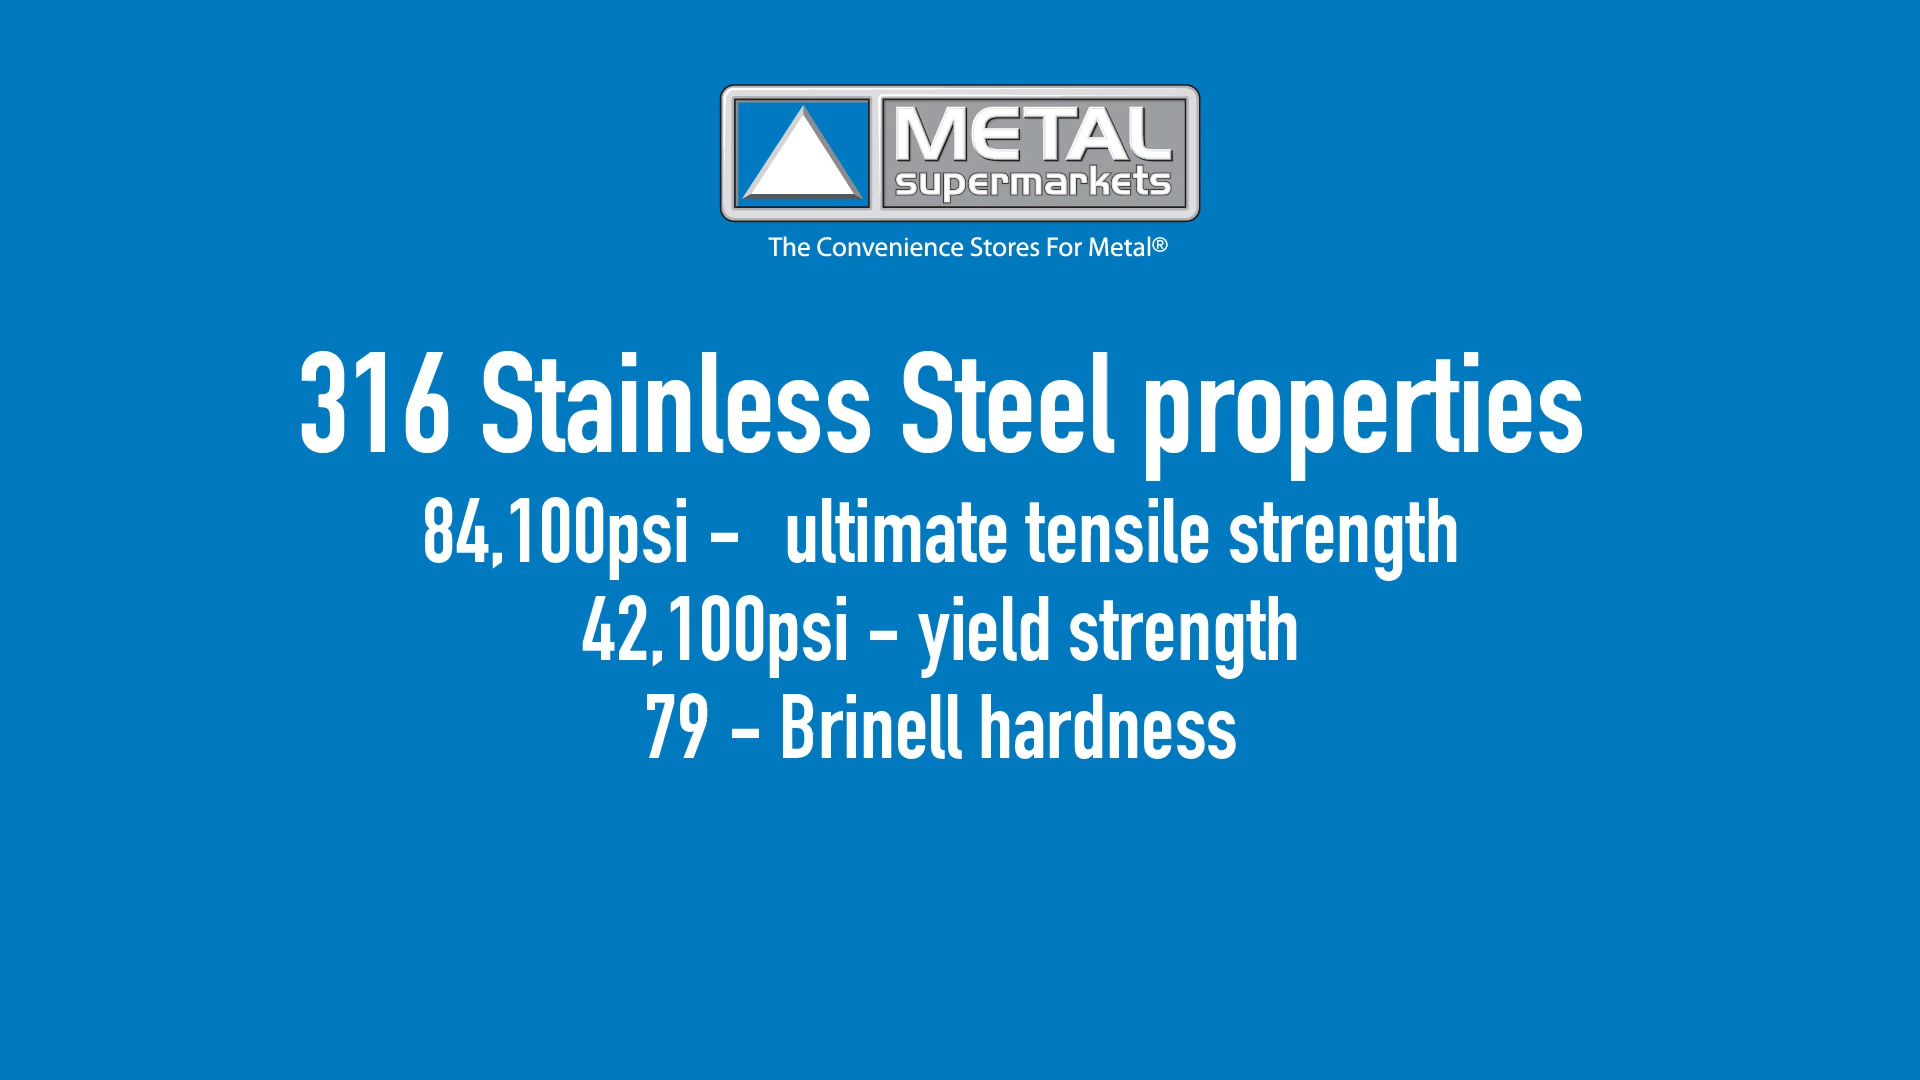 METAL
supermarkets
The Convenience Stores For Metal®
316 Stainless Steel properties
84,100psi - ultimate tensile strength
42,100psi - yield strength
79 - Brinell hardness